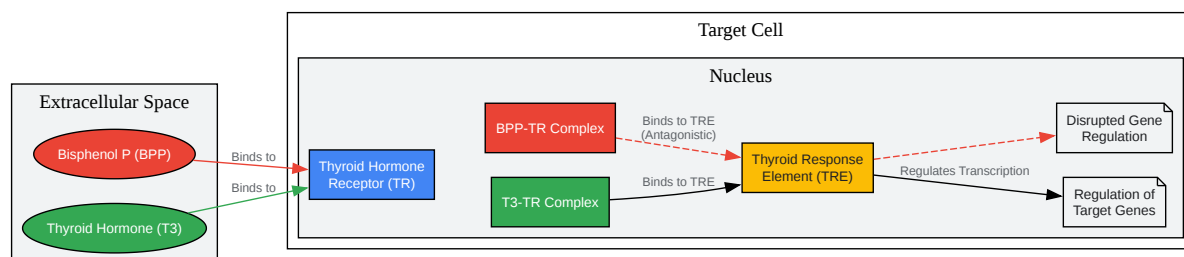 Target Cell
Nucleus
Extracellular Space
Bisphenol P (BPP)
Binds to
Thyroid Hormone (T3)
Binds to
Thyroid Hormone
Receptor (TR)
BPP-TR Complex
Binds to TRE
(Antagonistic)
T3-TR Complex
Binds to TRE
Thyroid Response
Element (TRE)
Regulates Transcription
Disrupted Gene
Regulation
Regulation of
Target Genes